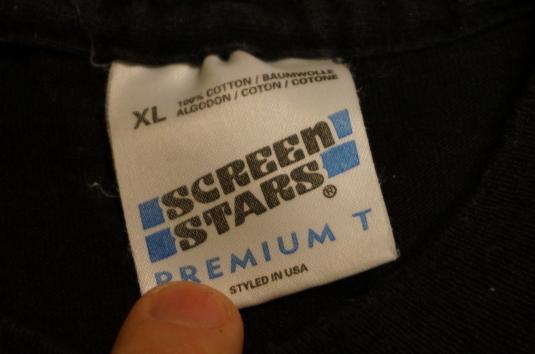 XL
100% COTTON / BAUMWOLLE
ALGODON / COTON / COTONE
SCREEN
STARS®
PREMIUM T
STYLED IN USA